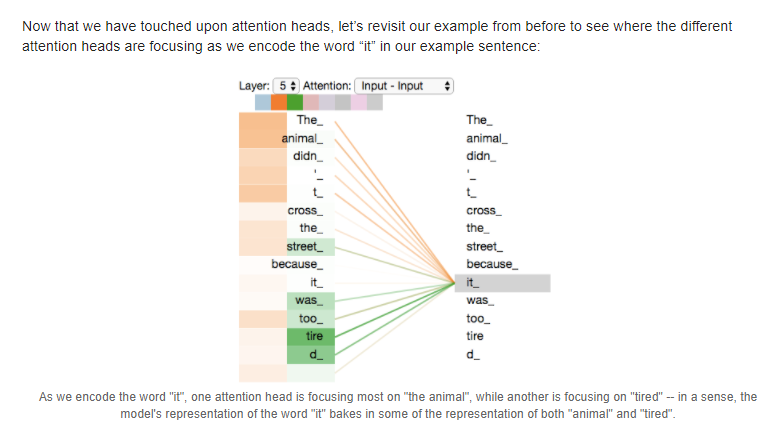 Now that we have touched upon attention heads, let's revisit our example from before to see where the different
attention heads are focusing as we encode the word "it" in our example sentence:
Layer: 5 Attention: Input - Input
The_ The_
animal_ animal_
didn_ didn_
'_ '_
t_ t_
cross_ cross_
the_ the_
street_ street_
because_ because_
it_ it_
was_ was_
too_ too_
tire tire
d_ d_
As we encode the word "it", one attention head is focusing most on "the animal", while another is focusing on "tired" -- in a sense, the
model's representation of the word "it" bakes in some of the representation of both "animal" and "tired".